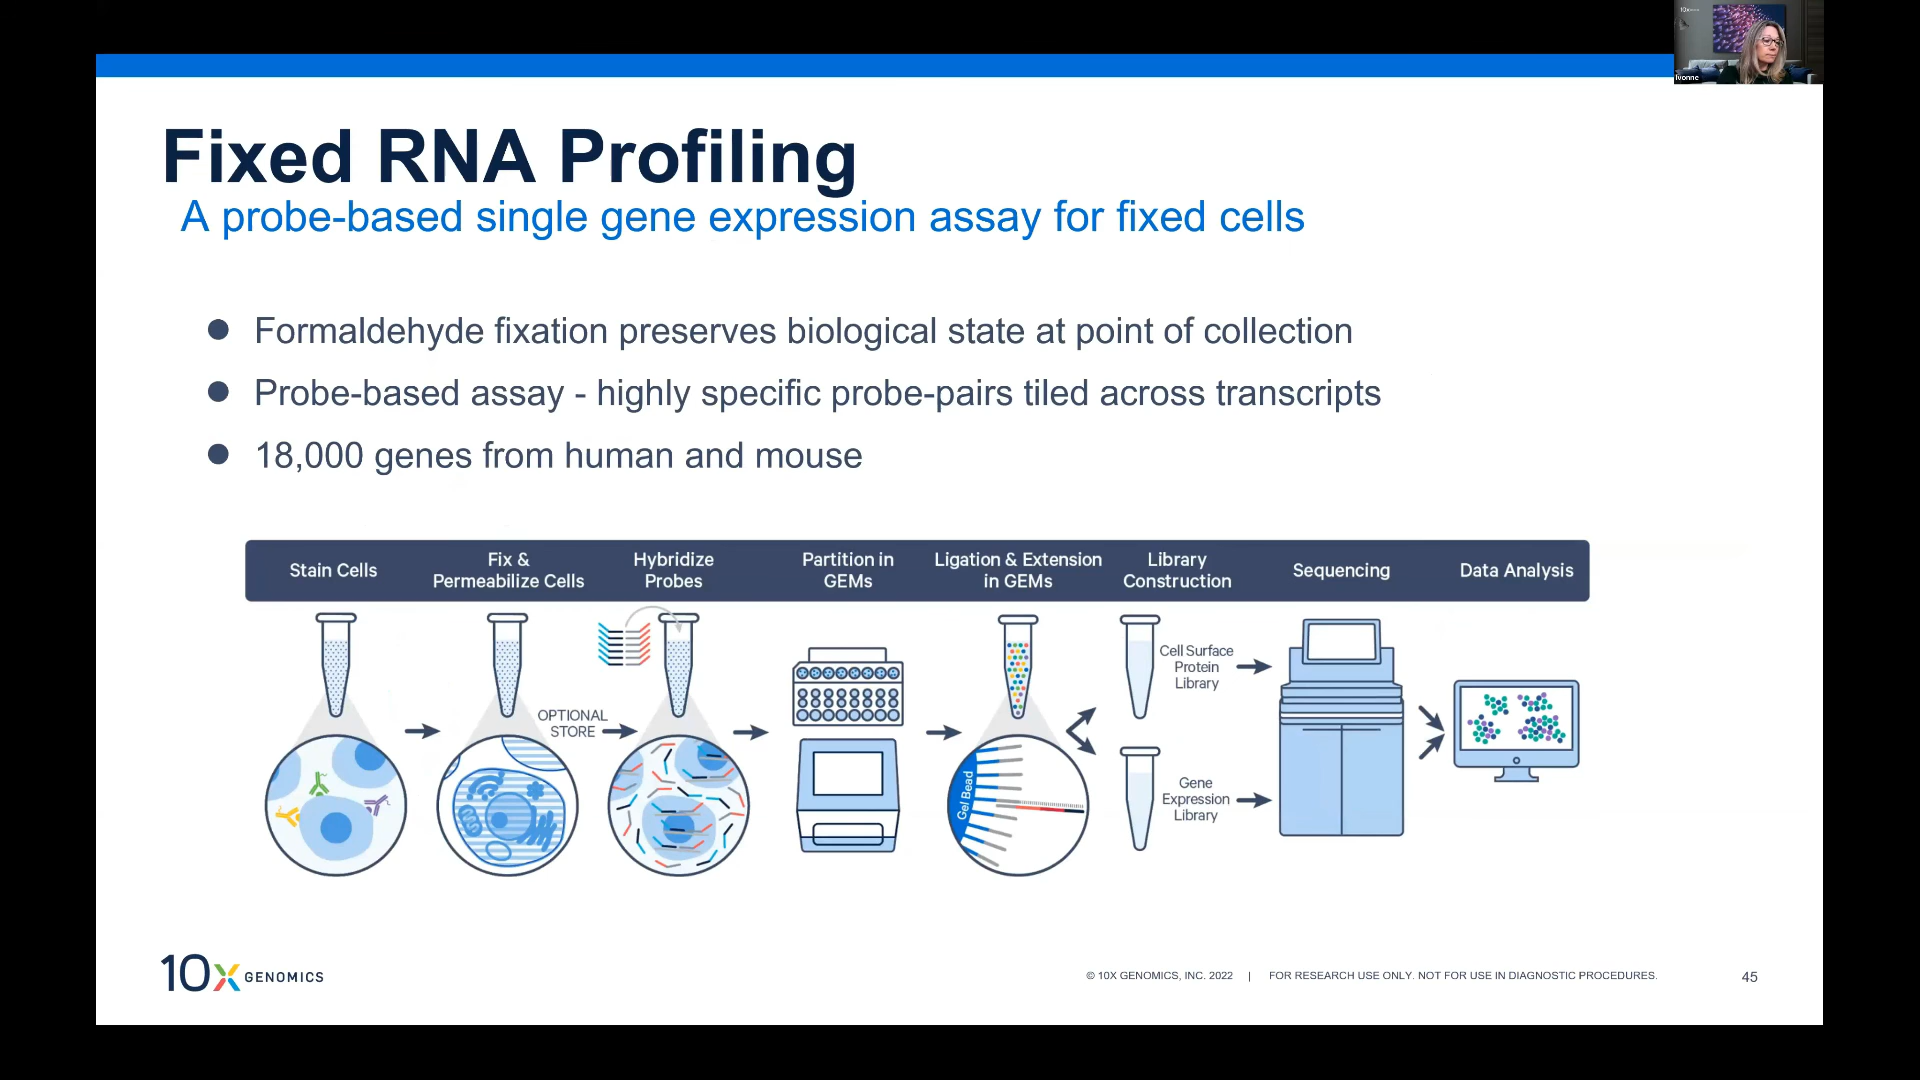 10x
Ivonne
Fixed RNA Profiling
A probe-based single gene expression assay for fixed cells
Formaldehyde fixation preserves biological state at point of collection
Probe-based assay - highly specific probe-pairs tiled across transcripts
18,000 genes from human and mouse
Stain Cells
Fix &
Permeabilize Cells
Hybridize
Probes
Partition in
GEMs
Ligation & Extension
in GEMs
Library
Construction
Sequencing
Data Analysis
OPTIONAL
STORE
Gel Bead
Cell Surface
Protein
Library
Gene
Expression
Library
10x GENOMICS
© 10X GENOMICS, INC. 2022 | FOR RESEARCH USE ONLY. NOT FOR USE IN DIAGNOSTIC PROCEDURES.
45